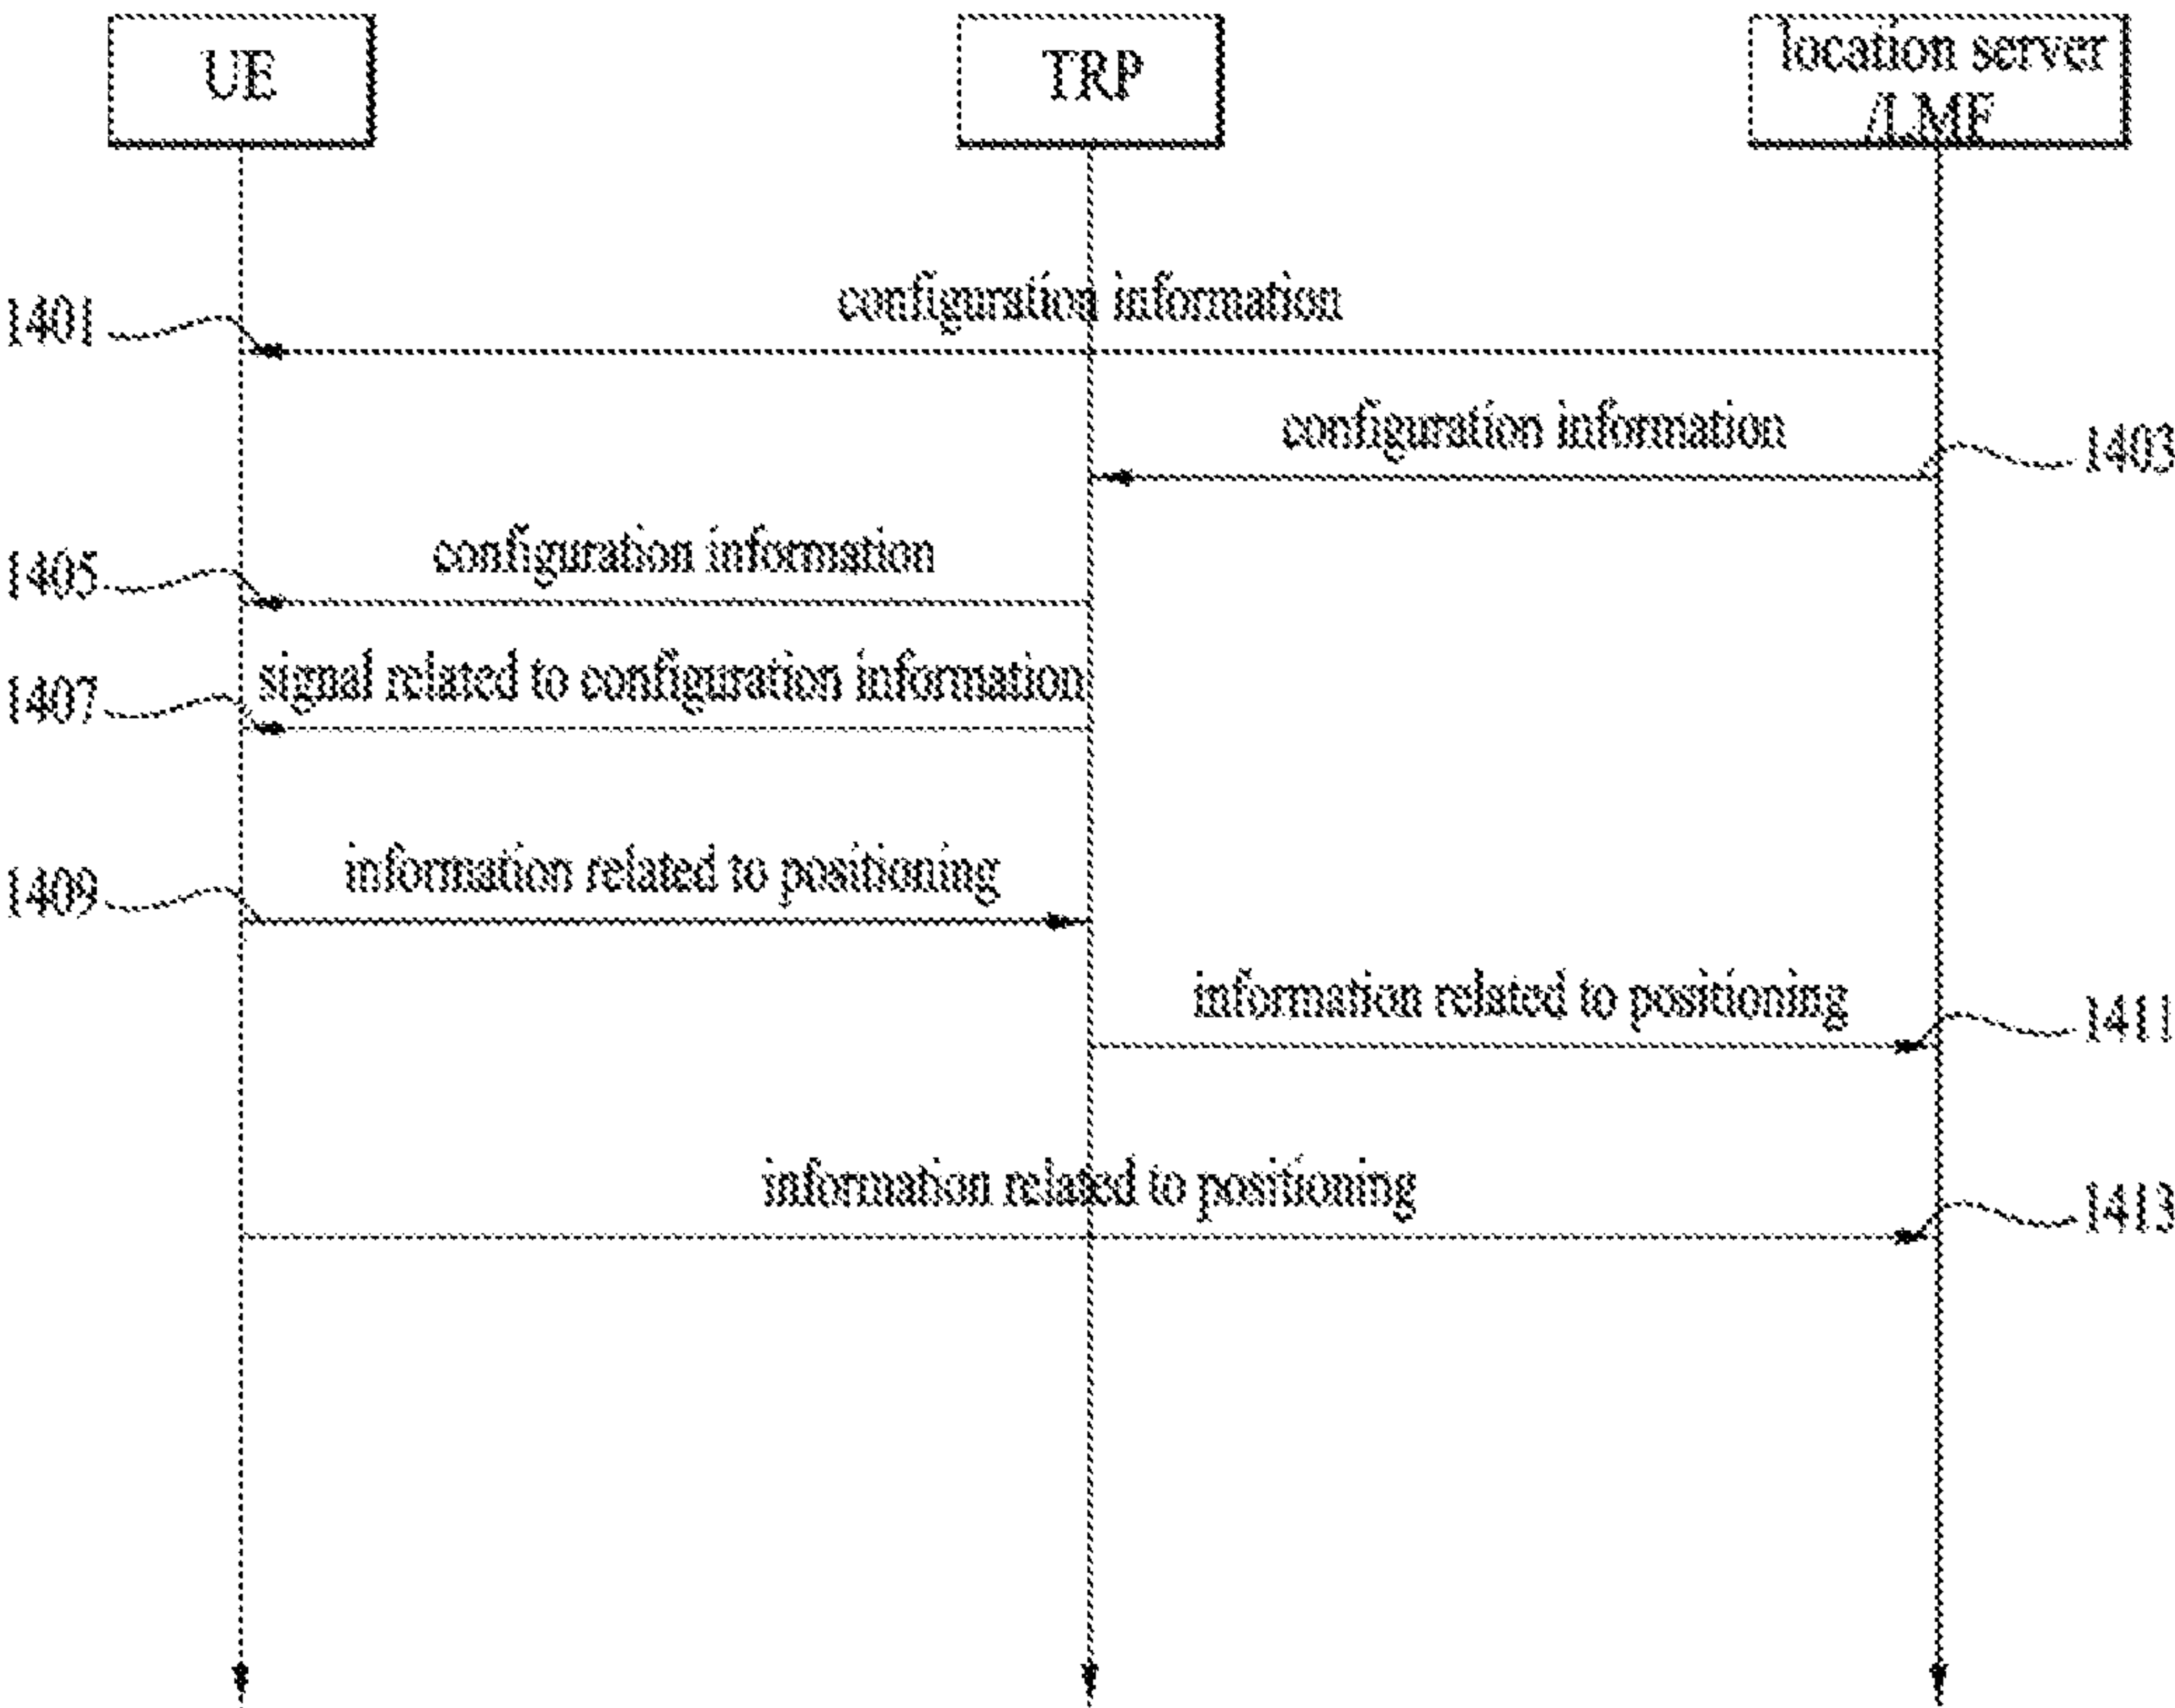 UE
TRP
location server
/LMF
configuration information
1401
configuration information
1403
configuration information
1405
signal related to configuration information
1407
information related to positioning
1409
information related to positioning
1411
information related to positioning
1413